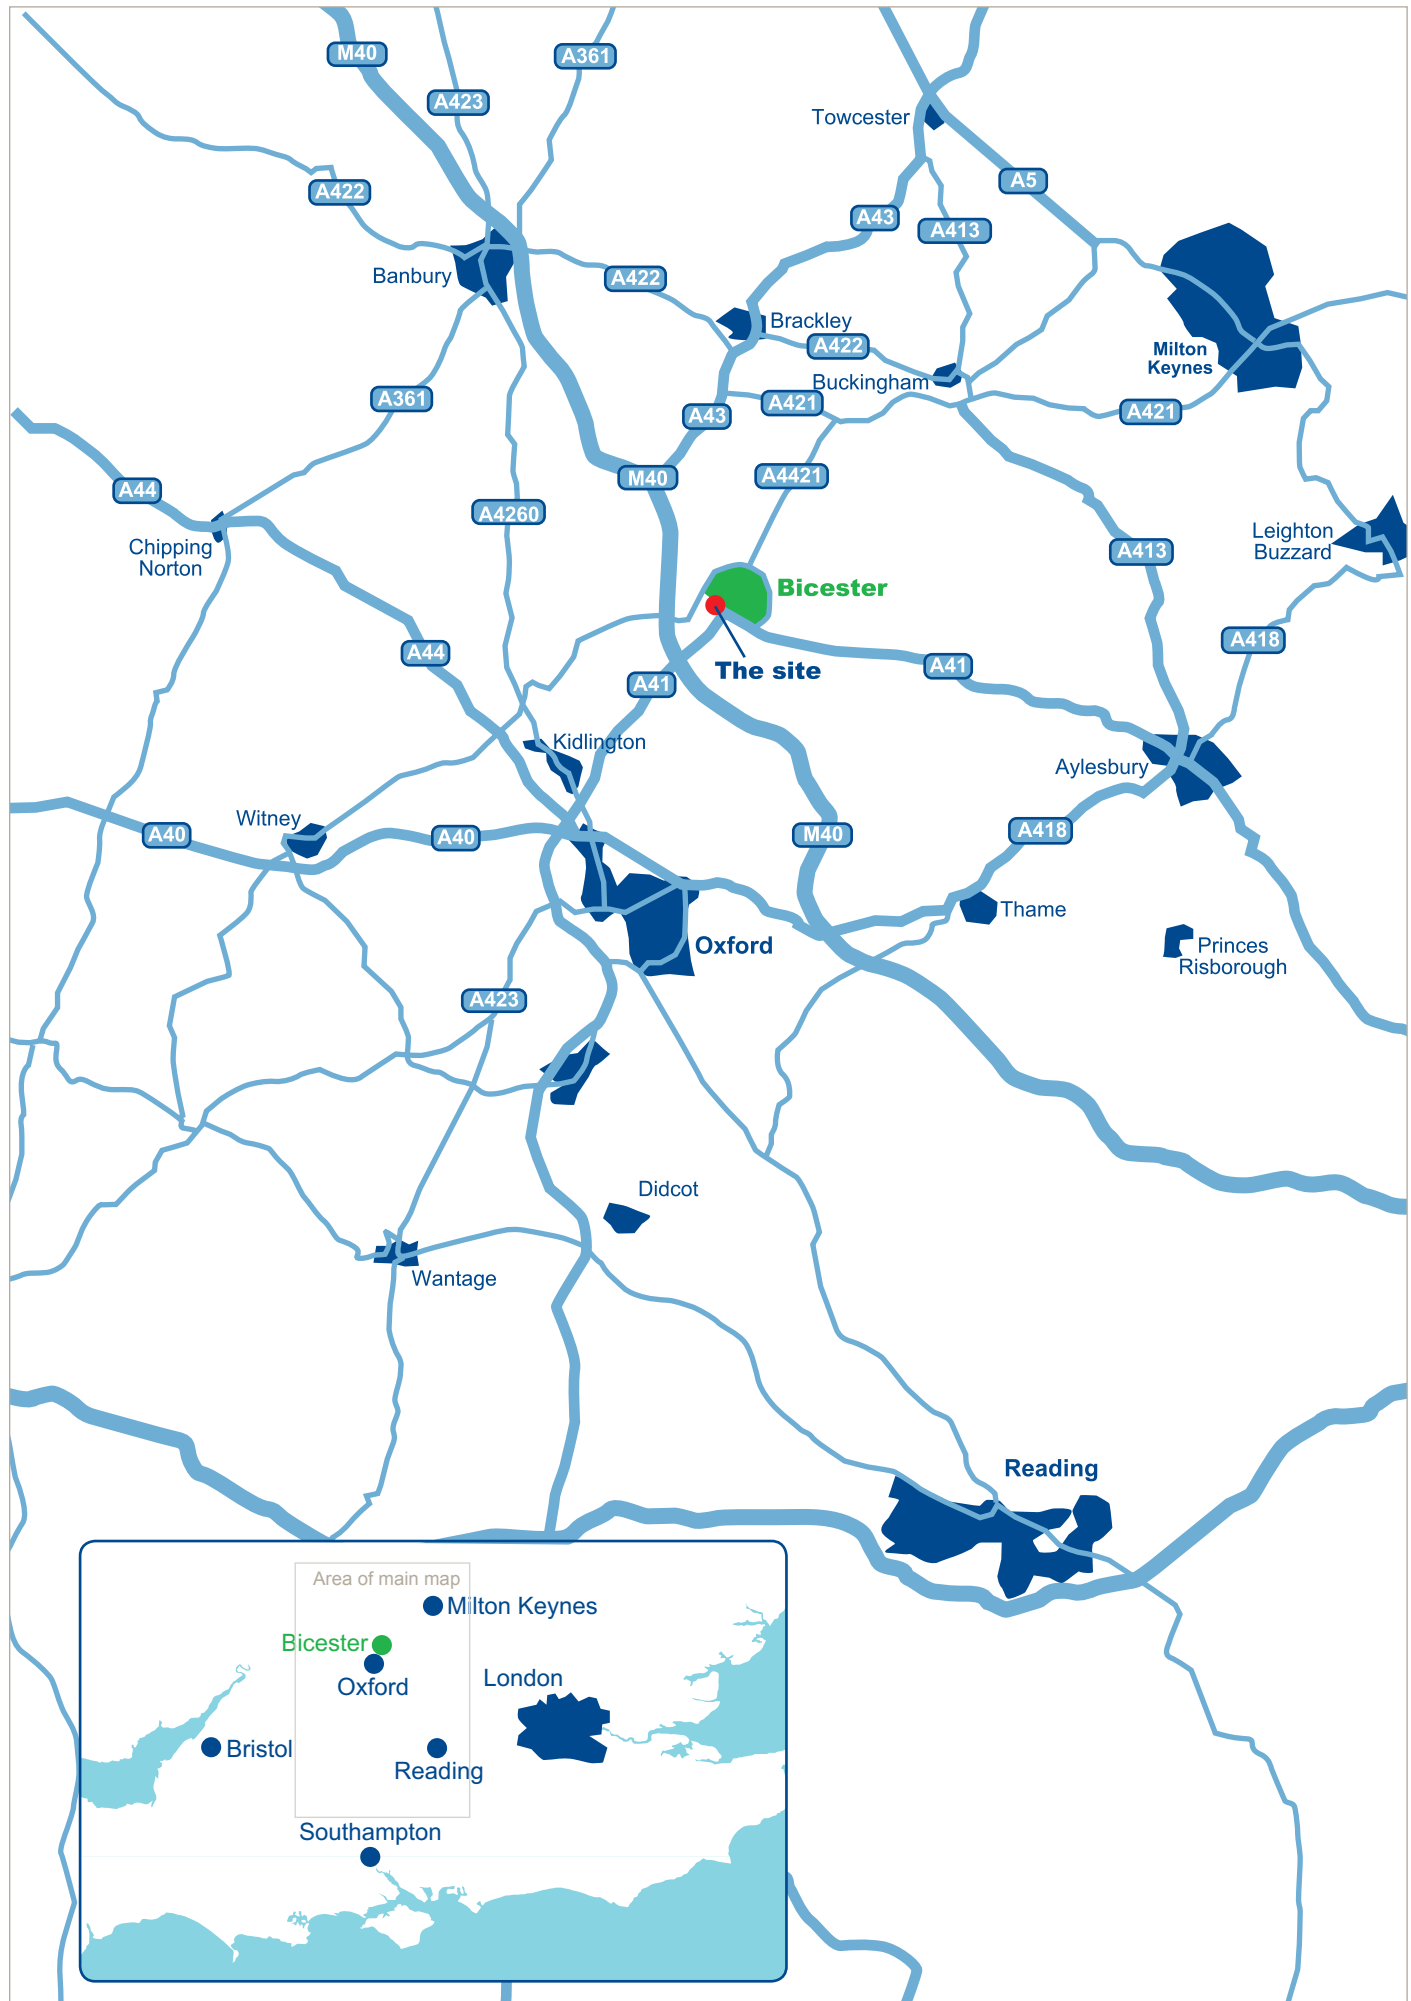 M40
A361
A423
Towcester
A5
A422
A43
A413
Banbury
A422
Brackley
A422
Milton
Keynes
Buckingham
A361
A421
A421
A43
M40
A4421
A44
A4260
Leighton
Buzzard
Chipping
Norton
A413
Bicester
A418
A44
The site
A41
A41
Kidlington
Aylesbury
Witney
A40
A40
M40
A418
Thame
Oxford
Princes
Risborough
A423
Didcot
Wantage
Reading
Area of main map
Milton Keynes
Bicester
Oxford
London
Bristol
Reading
Southampton